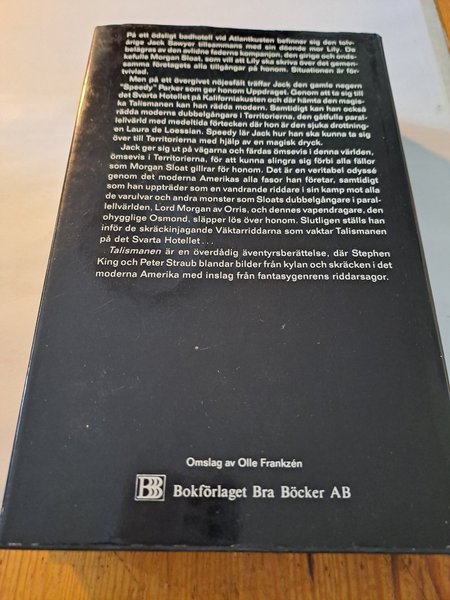 På ett ödsligt badhotell vid Atlantkusten befinner sig den tolv-
årige Jack Sawyer tillsammans med sin döende mor Lily. De
belägras av den avlidne faderns kompanjon, den girige och ondske-
kefulle Morgan Sloat, som vill att Lily ska skriva över det gemen-
samma företagets alla tillgångar på honom. Situationen är för-
tvivlad.
Men på ett övergivet nöjesfält träffar Jack den gamle negern
"Speedy" Parker som ger honom Uppdraget. Genom att ta sig till
det Svarta Hotellet på Kaliforniakusten och där hämta den magis-
ka Talismanen kan han rädda modern. Samtidigt kan han också
rädda moderns dubbelgångare i Territorierna, den gåtfulla paral-
lellvärld med medeltida förtecken där hon är den sjuka drottning-
en Laura de Loessian. Speedy lär Jack hur han ska kunna ta sig
över till Territorierna med hjälp av en magisk dryck.
Jack ger sig ut på vägarna och färdas ömsevis i denna världen,
ömsevis i Territorierna, för att kunna slingra sig förbi alla fällor
som Morgan Sloat gillrar för honom. Det är en veritabel odyssé
genom det moderna Amerikas alla fasor han företar, samtidigt
som han uppträder som en vandrande riddare i sin kamp mot alla
de varulvar och andra monster som Sloats dubbelgångare i paral-
lellvärlden, Lord Morgan av Orris, och dennes vapendragare, den
ohygglige Osmond, släpper lös över honom. Slutligen ställs han
inför de skräckinjagande Väktarriddarna som vaktar Talismanen
på det Svarta Hotellet...
Talismanen är en överdådig äventyrsberättelse, där Stephen
King och Peter Straub blandar bilder från kylan och skräcken i det
moderna Amerika med inslag från fantasygenrens riddarsagor.
Omslag av Olle Frankzén
BBB Bokförlaget Bra Böcker AB